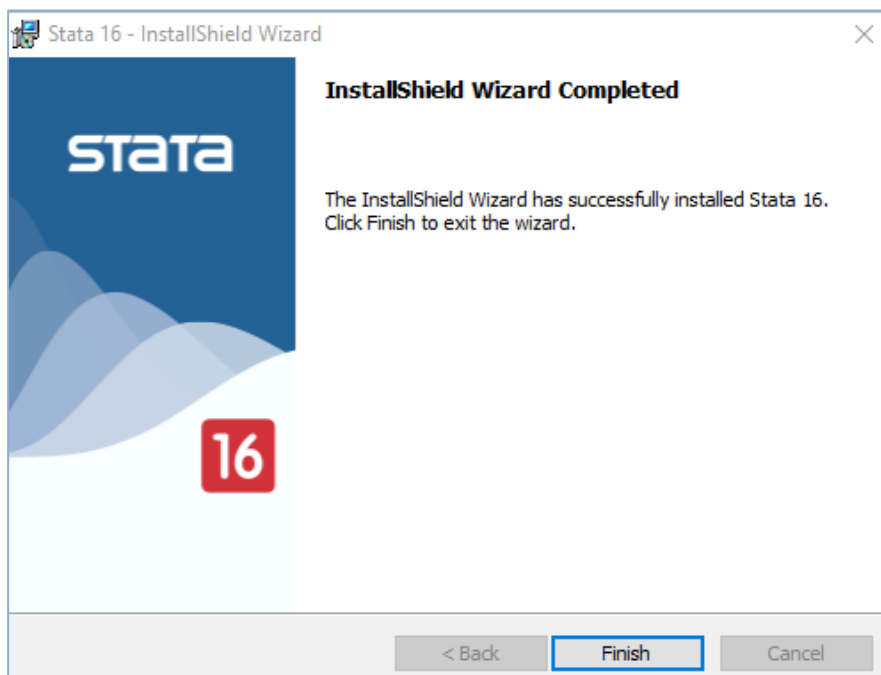 Stata 16 - InstallShield Wizard
InstallShield Wizard Completed
stata
The InstallShield Wizard has successfully installed Stata 16.
Click Finish to exit the wizard.
16
< Back
Finish
Cancel